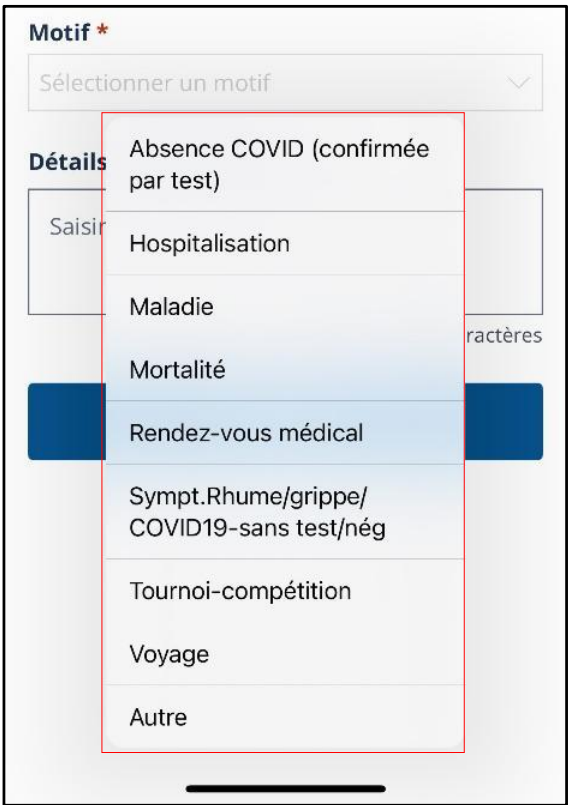 Motif *
Sélectionner un motif
Détails
Saisir
ractères
Absence COVID (confirmée
par test)
Hospitalisation
Maladie
Mortalité
Rendez-vous médical
Sympt.Rhume/grippe/
COVID19-sans test/nég
Tournoi-compétition
Voyage
Autre